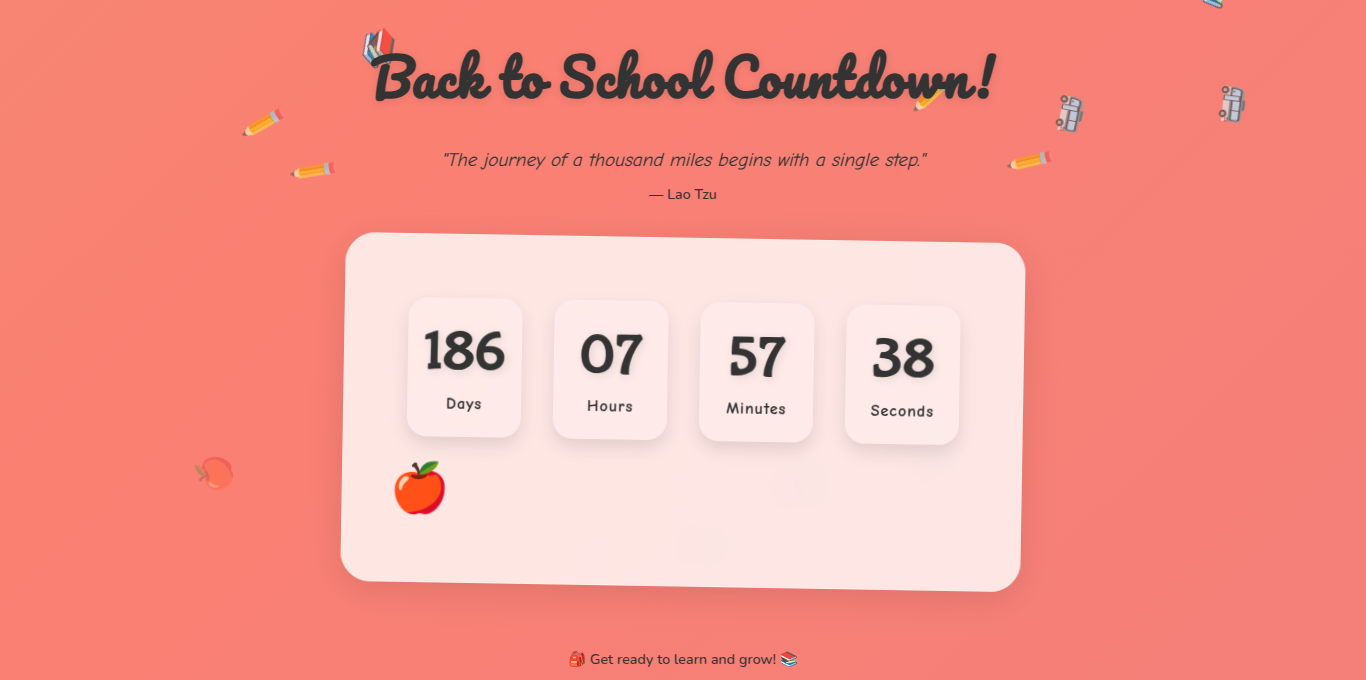 Back to School Countdown!
"The journey of a thousand miles begins with a single step."
— Lao Tzu
186 07 57 38
Days Hours Minutes Seconds
🎒 Get ready to learn and grow! 📚